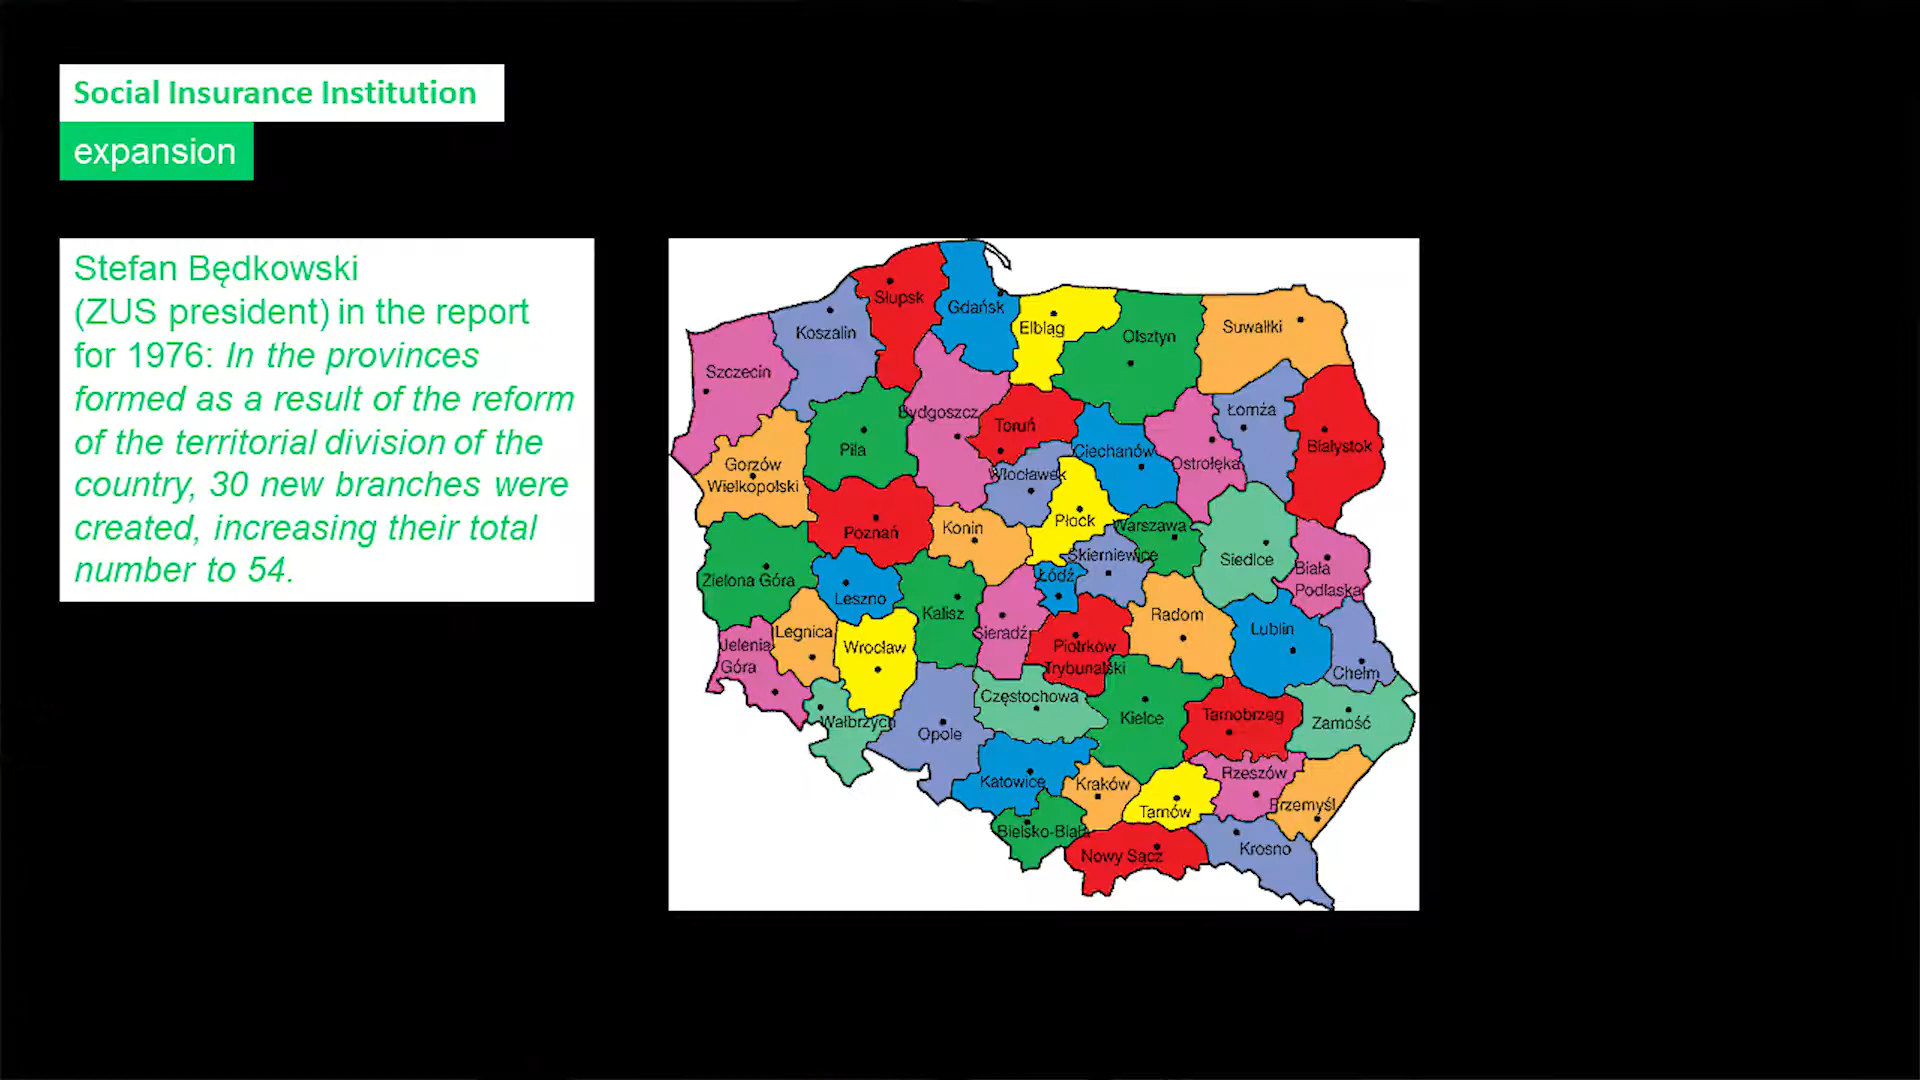 Social Insurance Institution
expansion
Stefan Będkowski
(ZUS president) in the report
for 1976: In the provinces
formed as a result of the reform
of the territorial division of the
country, 30 new branches were
created, increasing their total
number to 54.
Słupsk
Gdańsk
Koszalin
Elbląg
Olsztyn
Suwałki
Szczecin
Bydgoszcz
Toruń
Łomża
Białystok
Piła
Ciechanów
Ostrołęka
Gorzów
Wielkopolski
Włocławek
Poznań
Konin
Płock
Warszawa
Skierniewice
Siedlce
Biała
Podlaska
Zielona Góra
Leszno
Kalisz
Łódź
Sieradz
Radom
Lublin
Legnica
Jelenia
Góra
Wrocław
Piotrków
Trybunalski
Chełm
Częstochowa
Wałbrzych
Opole
Kielce
Tarnobrzeg
Zamość
Katowice
Kraków
Rzeszów
Tarnów
Przemyśl
Bielsko-Biała
Nowy Sącz
Krosno